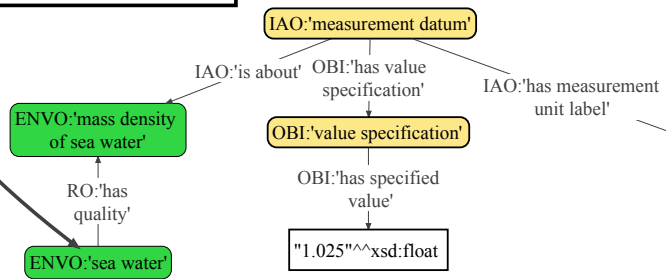 IAO:'measurement datum'
IAO:'is about'
OBI:'has value
specification'
IAO:'has measurement
unit label'
ENVO:'mass density
of sea water'
OBI:'value specification'
RO:'has
quality'
OBI:'has specified
value'
ENVO:'sea water'
"1.025"^^xsd:float